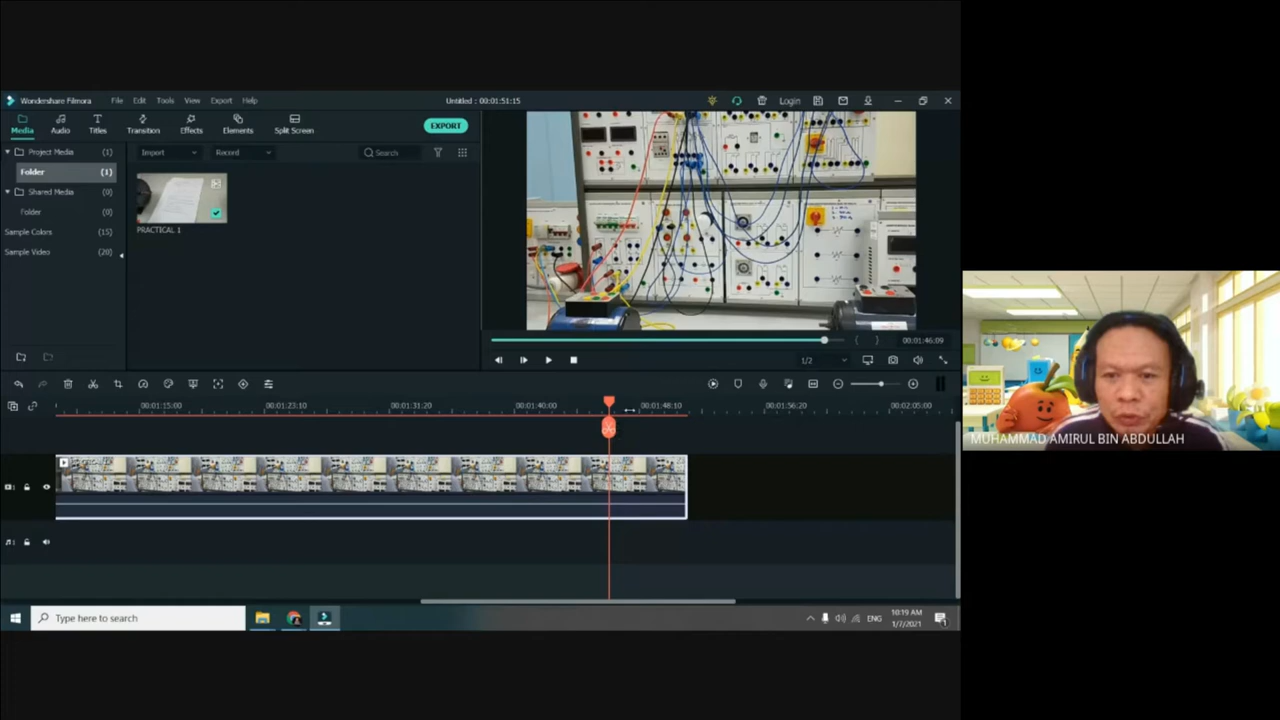 Wondershare Filmora File Edit Tools View Export Help Untitled : 00:01:51:15 Login
Media Audio Titles Transition Effects Elements Split Screen EXPORT
Project Media (1) Import Record Search
Folder (1)
Shared Media (0)
Folder (0)
Sample Colors (15)
PRACTICAL 1
Sample Video (20)
00:01:46:09
1/2
00:01:15:00 00:01:23:10 00:01:31:20 00:01:40:00 00:01:48:10 00:01:56:20 00:02:05:00
MUHAMMAD AMIRUL BIN ABDULLAH
Type here to search ENG 10:19 AM
1/7/2021